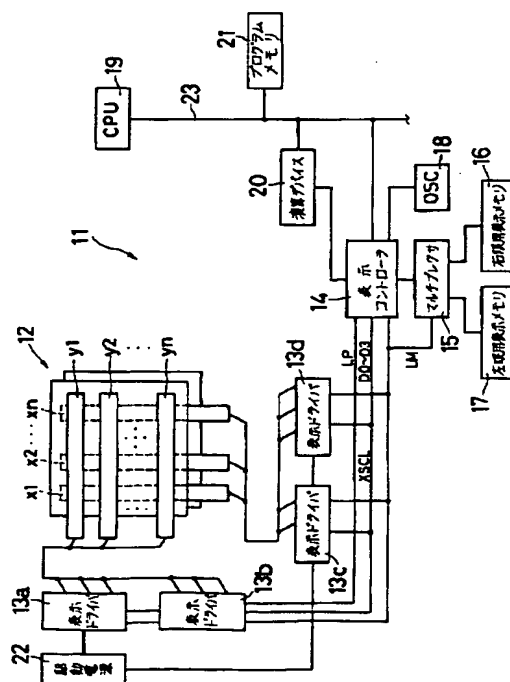 21
プログラム
メモリ
19
CPU
23
20
演算デバイス
18
OSC
16
右眼用表示メモリ
11
14
表示
コントローラ
15
マルチプレクサ
17
左眼用表示メモリ
LP
D0~D3
LM
XSCL
12
y1
y2
yn
xn
x2
x1
13d
表示ドライバ
13c
表示ドライバ
13a
表示
ドライバ
13b
表示
ドライバ
22
駆動電源